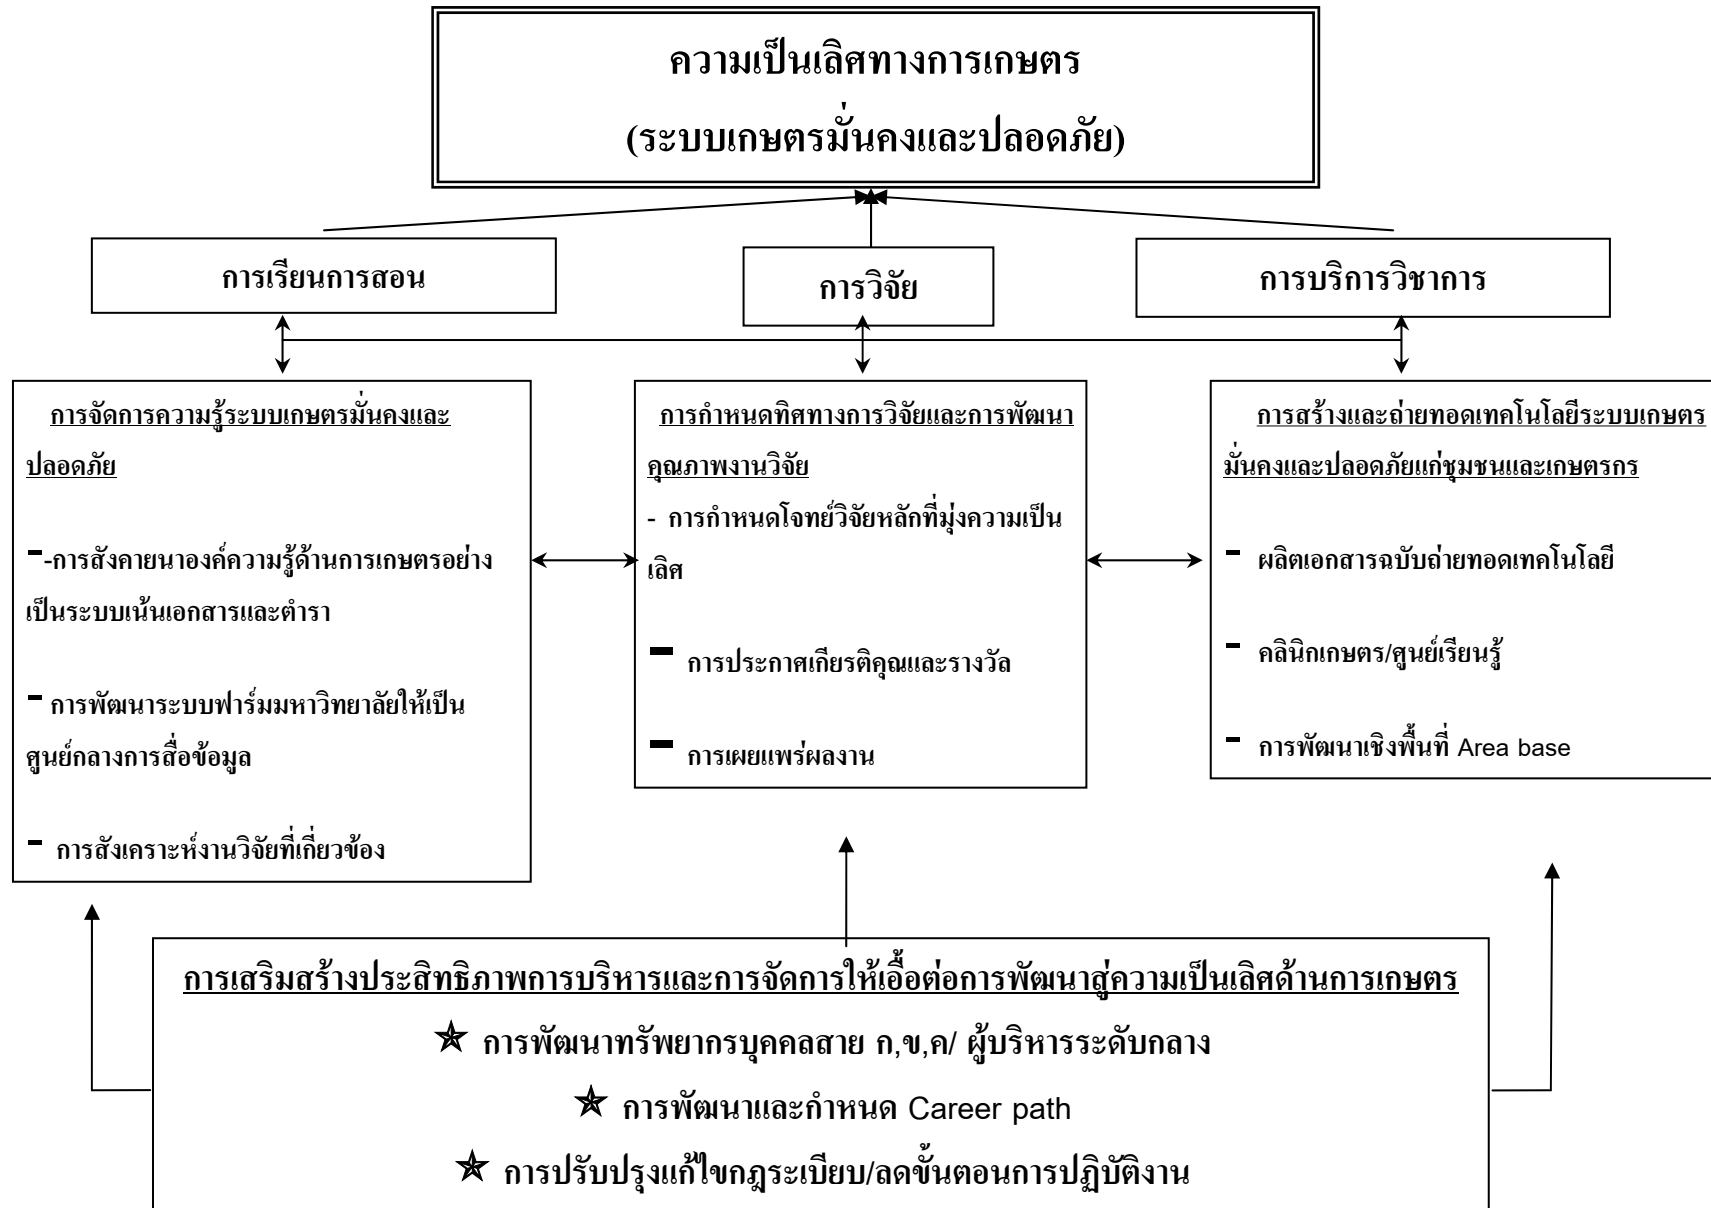 ความเป็นเลิศทางการเกษตร
(ระบบเกษตรมั่นคงและปลอดภัย)
การเรียนการสอน
การวิจัย
การบริการวิชาการ
การจัดการความรู้ระบบเกษตรมั่นคงและ
ปลอดภัย
--การสังคายนาองค์ความรู้ด้านการเกษตรอย่าง
เป็นระบบเน้นเอกสารและตำรา
- การพัฒนาระบบฟาร์มมหาวิทยาลัยให้เป็น
ศูนย์กลางการสื่อข้อมูล
- การสังเคราะห์งานวิจัยที่เกี่ยวข้อง
การกำหนดทิศทางการวิจัยและการพัฒนา
คุณภาพงานวิจัย
- การกำหนดโจทย์วิจัยหลักที่มุ่งความเป็น
เลิศ
- การประกาศเกียรติคุณและรางวัล
- การเผยแพร่ผลงาน
การสร้างและถ่ายทอดเทคโนโลยีระบบเกษตร
มั่นคงและปลอดภัยแก่ชุมชนและเกษตรกร
- ผลิตเอกสารฉบับถ่ายทอดเทคโนโลยี
- คลินิกเกษตร/ศูนย์เรียนรู้
- การพัฒนาเชิงพื้นที่ Area base
การเสริมสร้างประสิทธิภาพการบริหารและการจัดการให้เอื้อต่อการพัฒนาสู่ความเป็นเลิศด้านการเกษตร
✯ การพัฒนาทรัพยากรบุคคลสาย ก,ข,ค/ ผู้บริหารระดับกลาง
✯ การพัฒนาและกำหนด Career path
✯ การปรับปรุงแก้ไขกฎระเบียบ/ลดขั้นตอนการปฏิบัติงาน